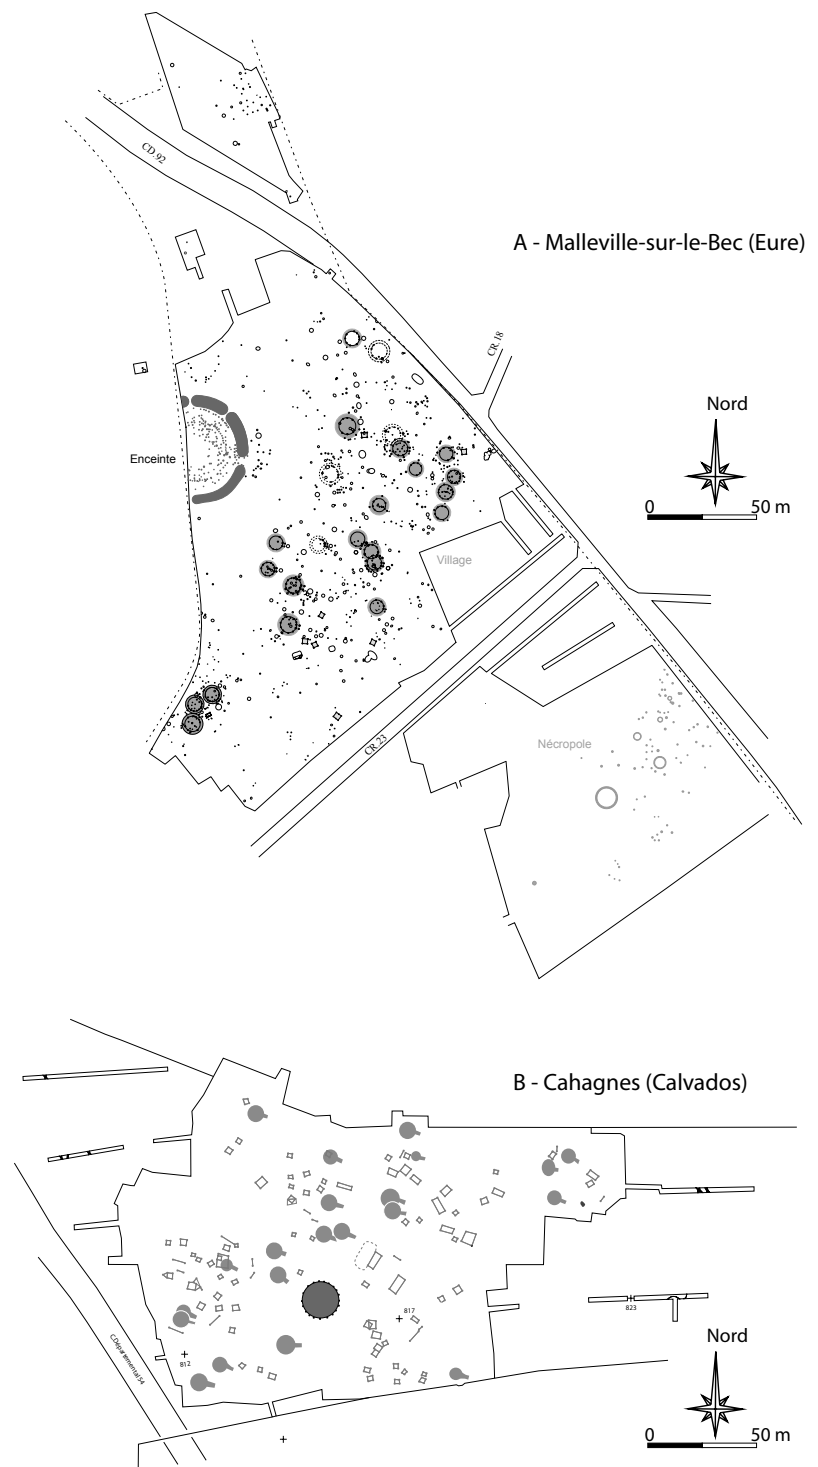 CD 92
A - Malleville-sur-le-Bec (Eure)
CR 18
Nord
Enceinte
0 50 m
Village
CR 23
Nécropole
B - Cahagnes (Calvados)
817
823
812
C.Départemental 54
Nord
0 50 m